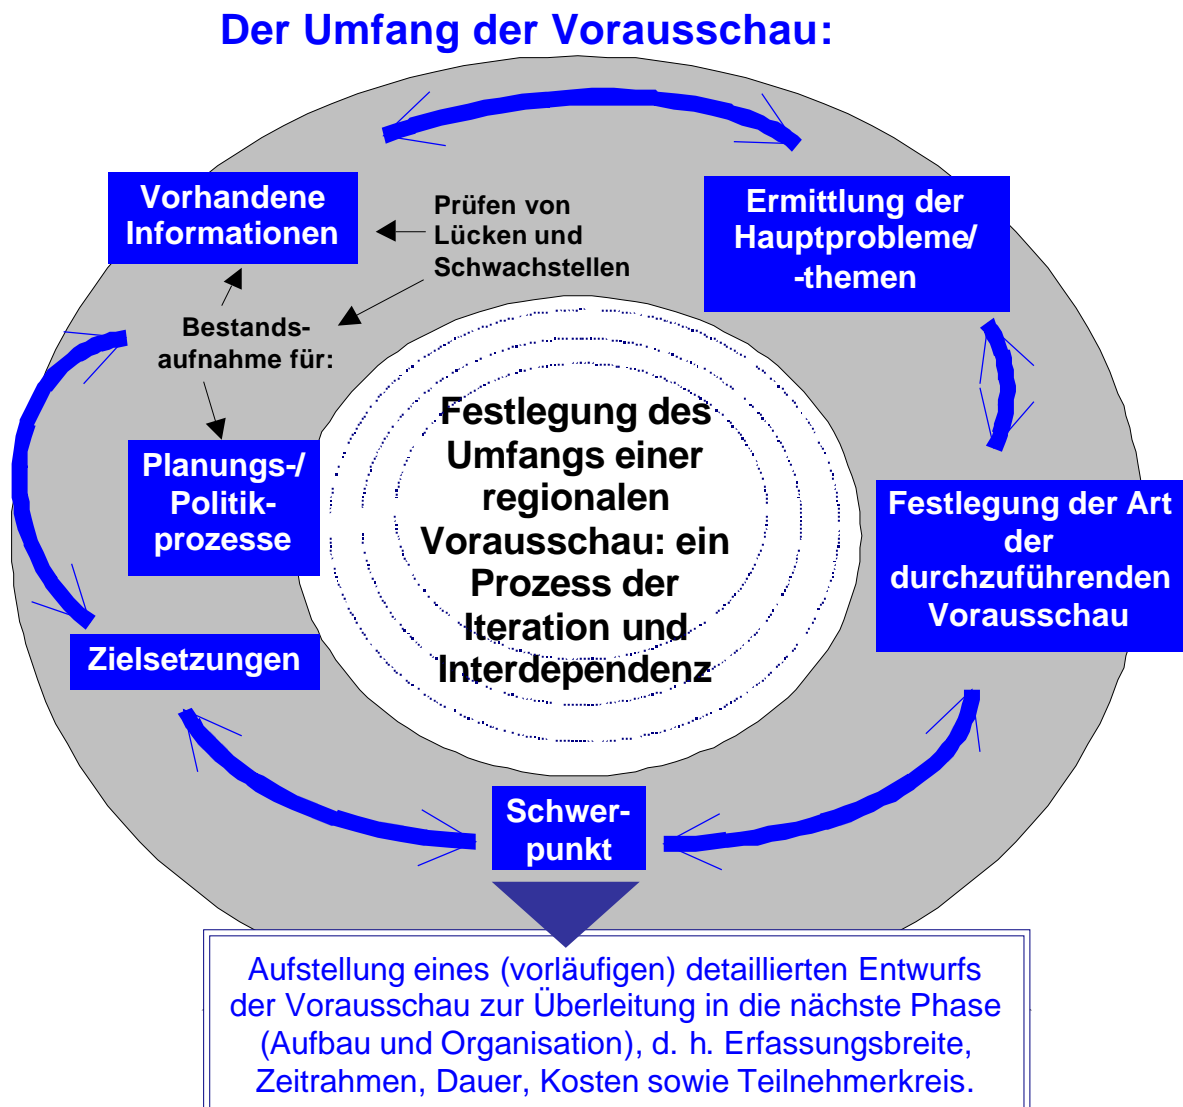 Der Umfang der Vorausschau:
Vorhandene
Informationen
Prüfen von
Lücken und
Schwachstellen
Ermittlung der
Hauptprobleme/
-themen
Bestands-
aufnahme für:
Planungs-/
Politik-
prozesse
Festlegung des
Umfangs einer
regionalen
Vorausschau: ein
Prozess der
Iteration und
Interdependenz
Festlegung der Art
der
durchzuführenden
Vorausschau
Zielsetzungen
Schwer-
punkt
Aufstellung eines (vorläufigen) detaillierten Entwurfs
der Vorausschau zur Überleitung in die nächste Phase
(Aufbau und Organisation), d. h. Erfassungsbreite,
Zeitrahmen, Dauer, Kosten sowie Teilnehmerkreis.